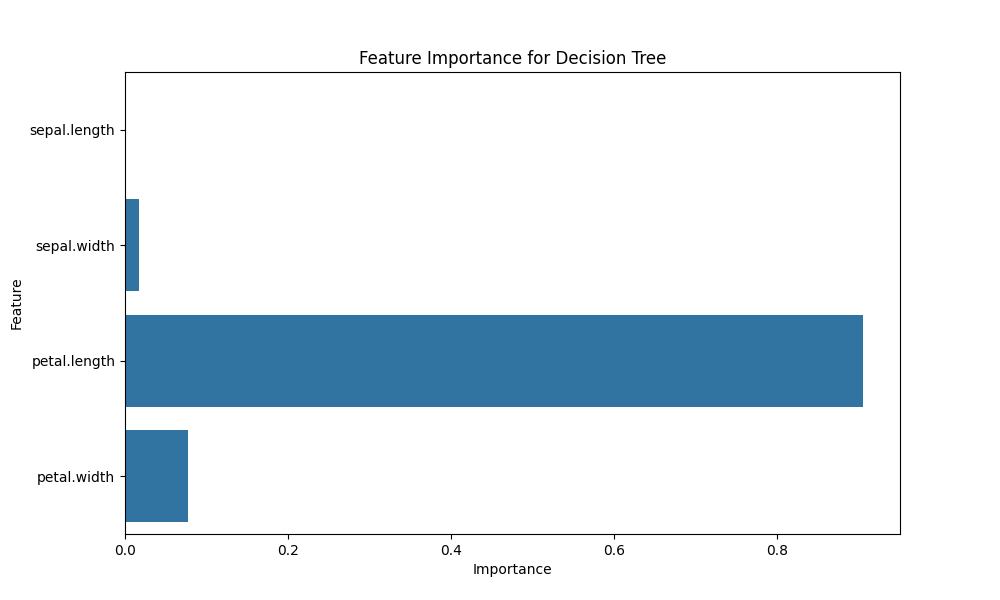 Feature Importance for Decision Tree
sepal.length
sepal.width
petal.length
petal.width
Feature
0.0 0.2 0.4 0.6 0.8
Importance